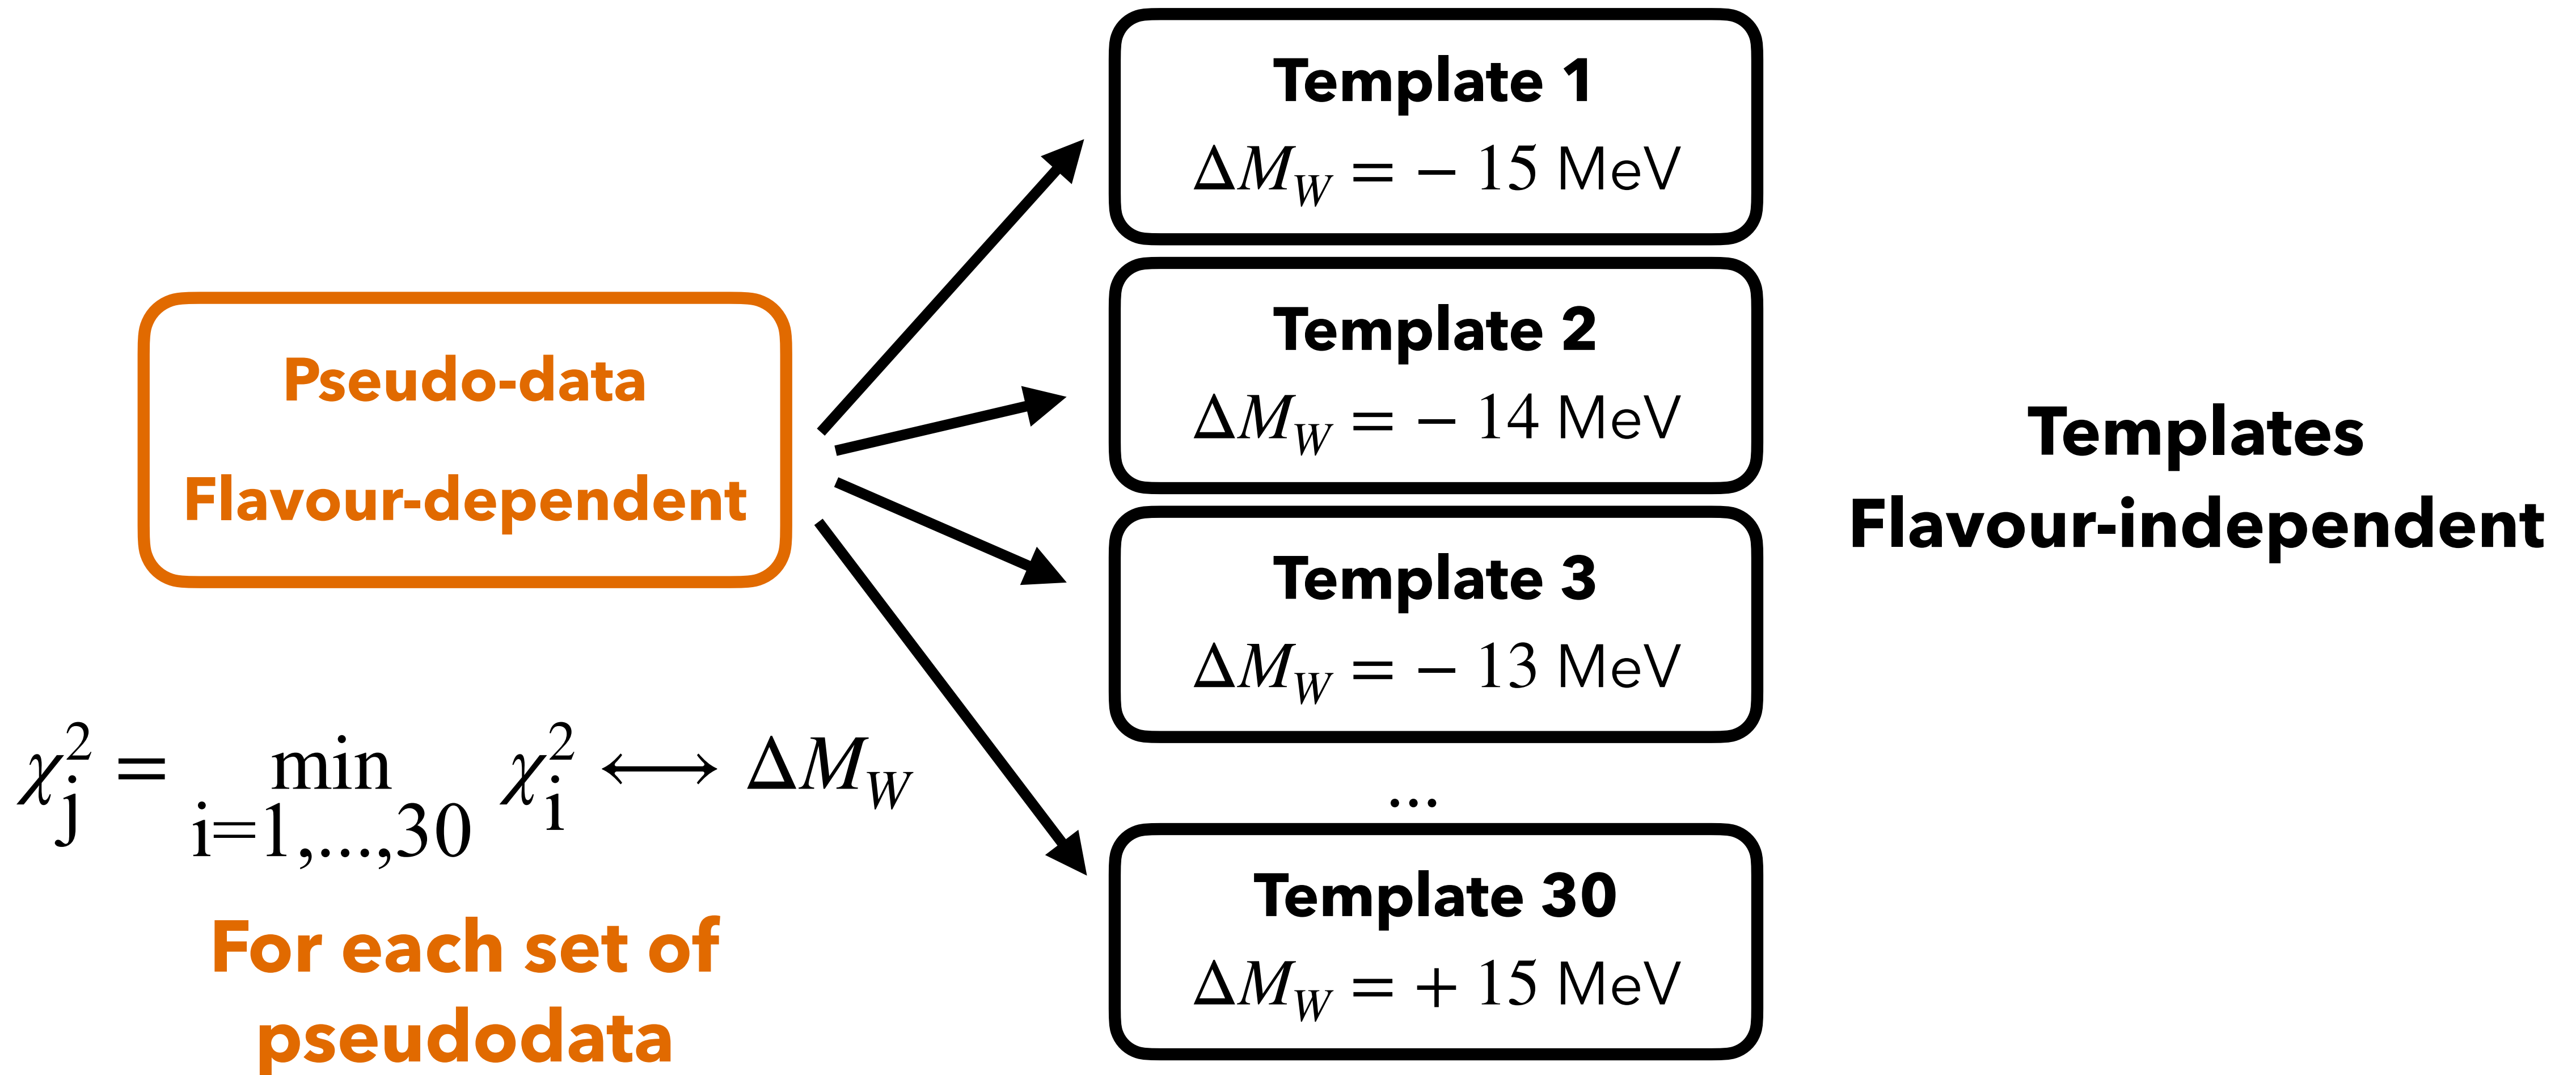 Template 1
ΔM_W = − 15 MeV
Template 2
ΔM_W = − 14 MeV
Template 3
ΔM_W = − 13 MeV
...
Template 30
ΔM_W = + 15 MeV
Pseudo-data
Flavour-dependent
Templates
Flavour-independent
χ²_j = min_{i=1,...,30} χ²_i ⟷ ΔM_W
For each set of
pseudodata